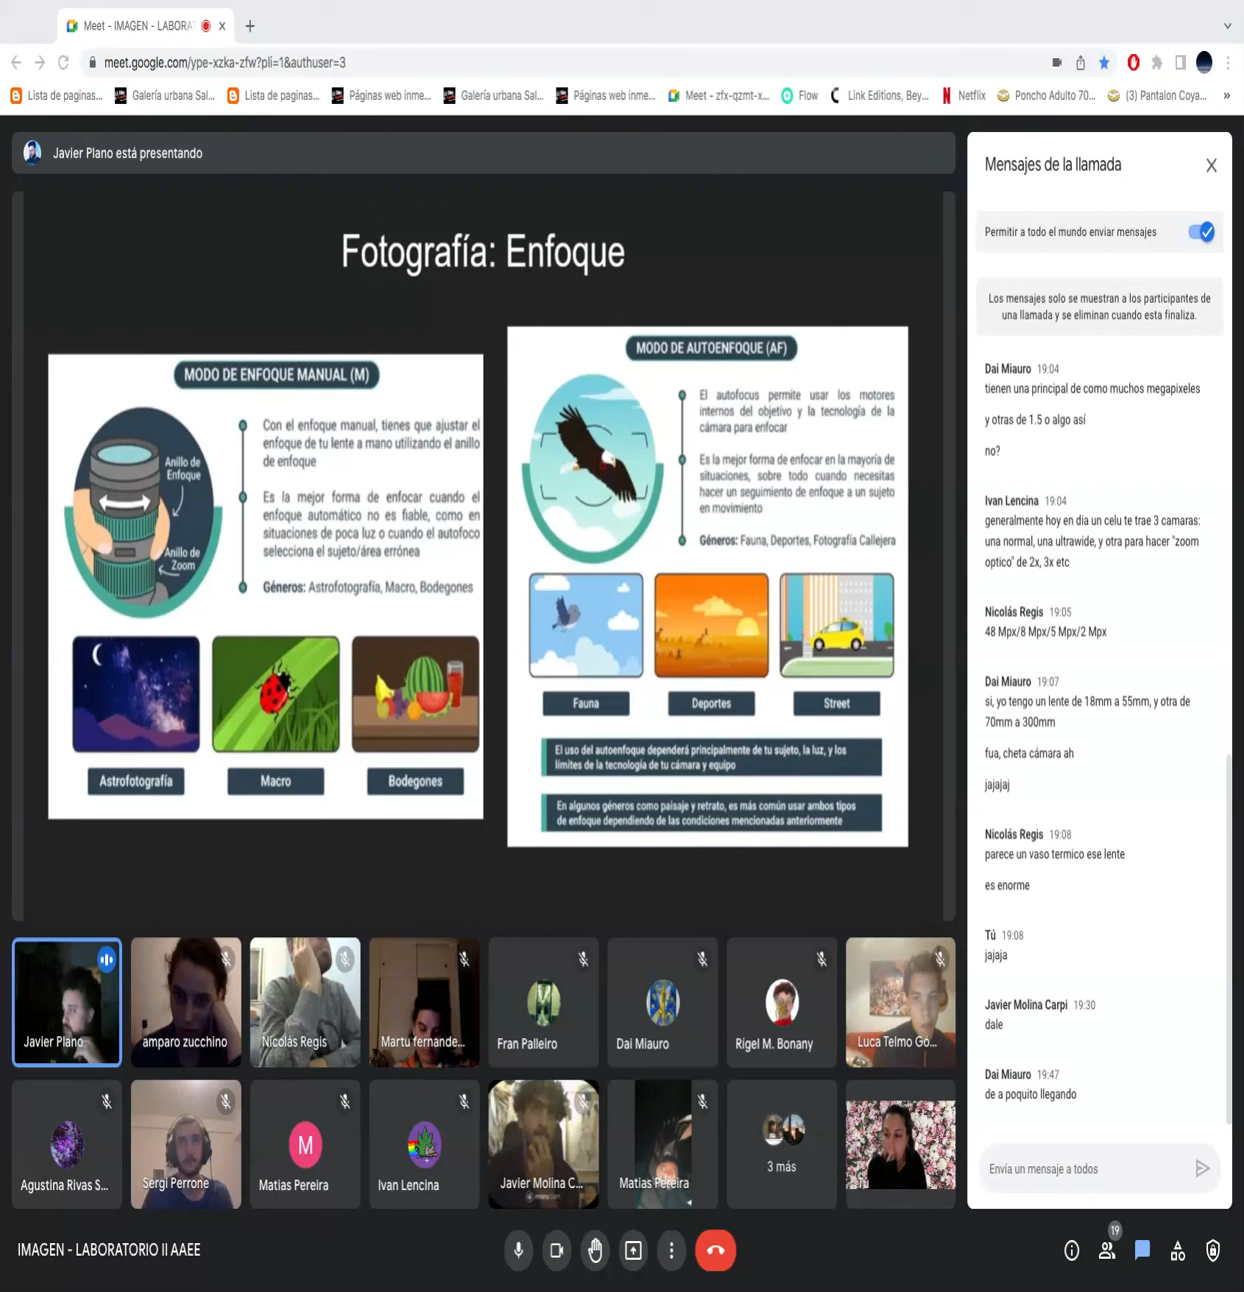 Meet - IMAGEN - LABORA
meet.google.com/ype-xzka-zfw?pli=1&authuser=3
Lista de paginas...
Galería urbana Sal...
Lista de paginas...
Páginas web inme...
Galería urbana Sal...
Páginas web inme...
Meet - zfx-qzmt-x...
Flow
Link Editions, Bey...
Netflix
Poncho Adulto 70...
(3) Pantalon Coya...
»
Javier Plano está presentando
Fotografía: Enfoque
MODO DE ENFOQUE MANUAL (M)
Anillo de
Enfoque
Anillo de
Zoom
Con el enfoque manual, tienes que ajustar el
enfoque de tu lente a mano utilizando el anillo
de enfoque
Es la mejor forma de enfocar cuando el
enfoque automático no es fiable, como en
situaciones de poca luz o cuando el autofoco
selecciona el sujeto/área errónea
Géneros: Astrofotografía, Macro, Bodegones
Astrofotografía
Macro
Bodegones
MODO DE AUTOENFOQUE (AF)
El autofocus permite usar los motores
internos del objetivo y la tecnología de la
cámara para enfocar
Es la mejor forma de enfocar en la mayoría de
situaciones, sobre todo cuando necesitas
hacer un seguimiento de enfoque a un sujeto
en movimiento
Géneros: Fauna, Deportes, Fotografía Callejera
Fauna
Deportes
Street
El uso del autoenfoque dependerá principalmente de tu sujeto, la luz, y los
límites de la tecnología de tu cámara y equipo
En algunos géneros como paisaje y retrato, es más común usar ambos tipos
de enfoque dependiendo de las condiciones mencionadas anteriormente
Mensajes de la llamada
Permitir a todo el mundo enviar mensajes
Los mensajes solo se muestran a los participantes de
una llamada y se eliminan cuando esta finaliza.
Dai Miauro 19:04
tienen una principal de como muchos megapixeles
y otras de 1.5 o algo así
no?
Ivan Lencina 19:04
generalmente hoy en dia un celu te trae 3 camaras:
una normal, una ultrawide, y otra para hacer "zoom
optico" de 2x, 3x etc
Nicolás Regis 19:05
48 Mpx/8 Mpx/5 Mpx/2 Mpx
Dai Miauro 19:07
si, yo tengo un lente de 18mm a 55mm, y otra de
70mm a 300mm
fua, cheta cámara ah
jajajaj
Nicolás Regis 19:08
parece un vaso termico ese lente
es enorme
Tú 19:08
jajaja
Javier Molina Carpi 19:30
dale
Dai Miauro 19:47
de a poquito llegando
Envía un mensaje a todos
Javier Plano
amparo zucchino
Nicolás Regis
Martu fernande...
Fran Palleiro
Dai Miauro
Rigel M. Bonany
Luca Telmo Go...
Agustina Rivas S...
Sergi Perrone
M
Matias Pereira
Ivan Lencina
Javier Molina C...
Matias Pereira
3 más
IMAGEN - LABORATORIO II AAEE
19